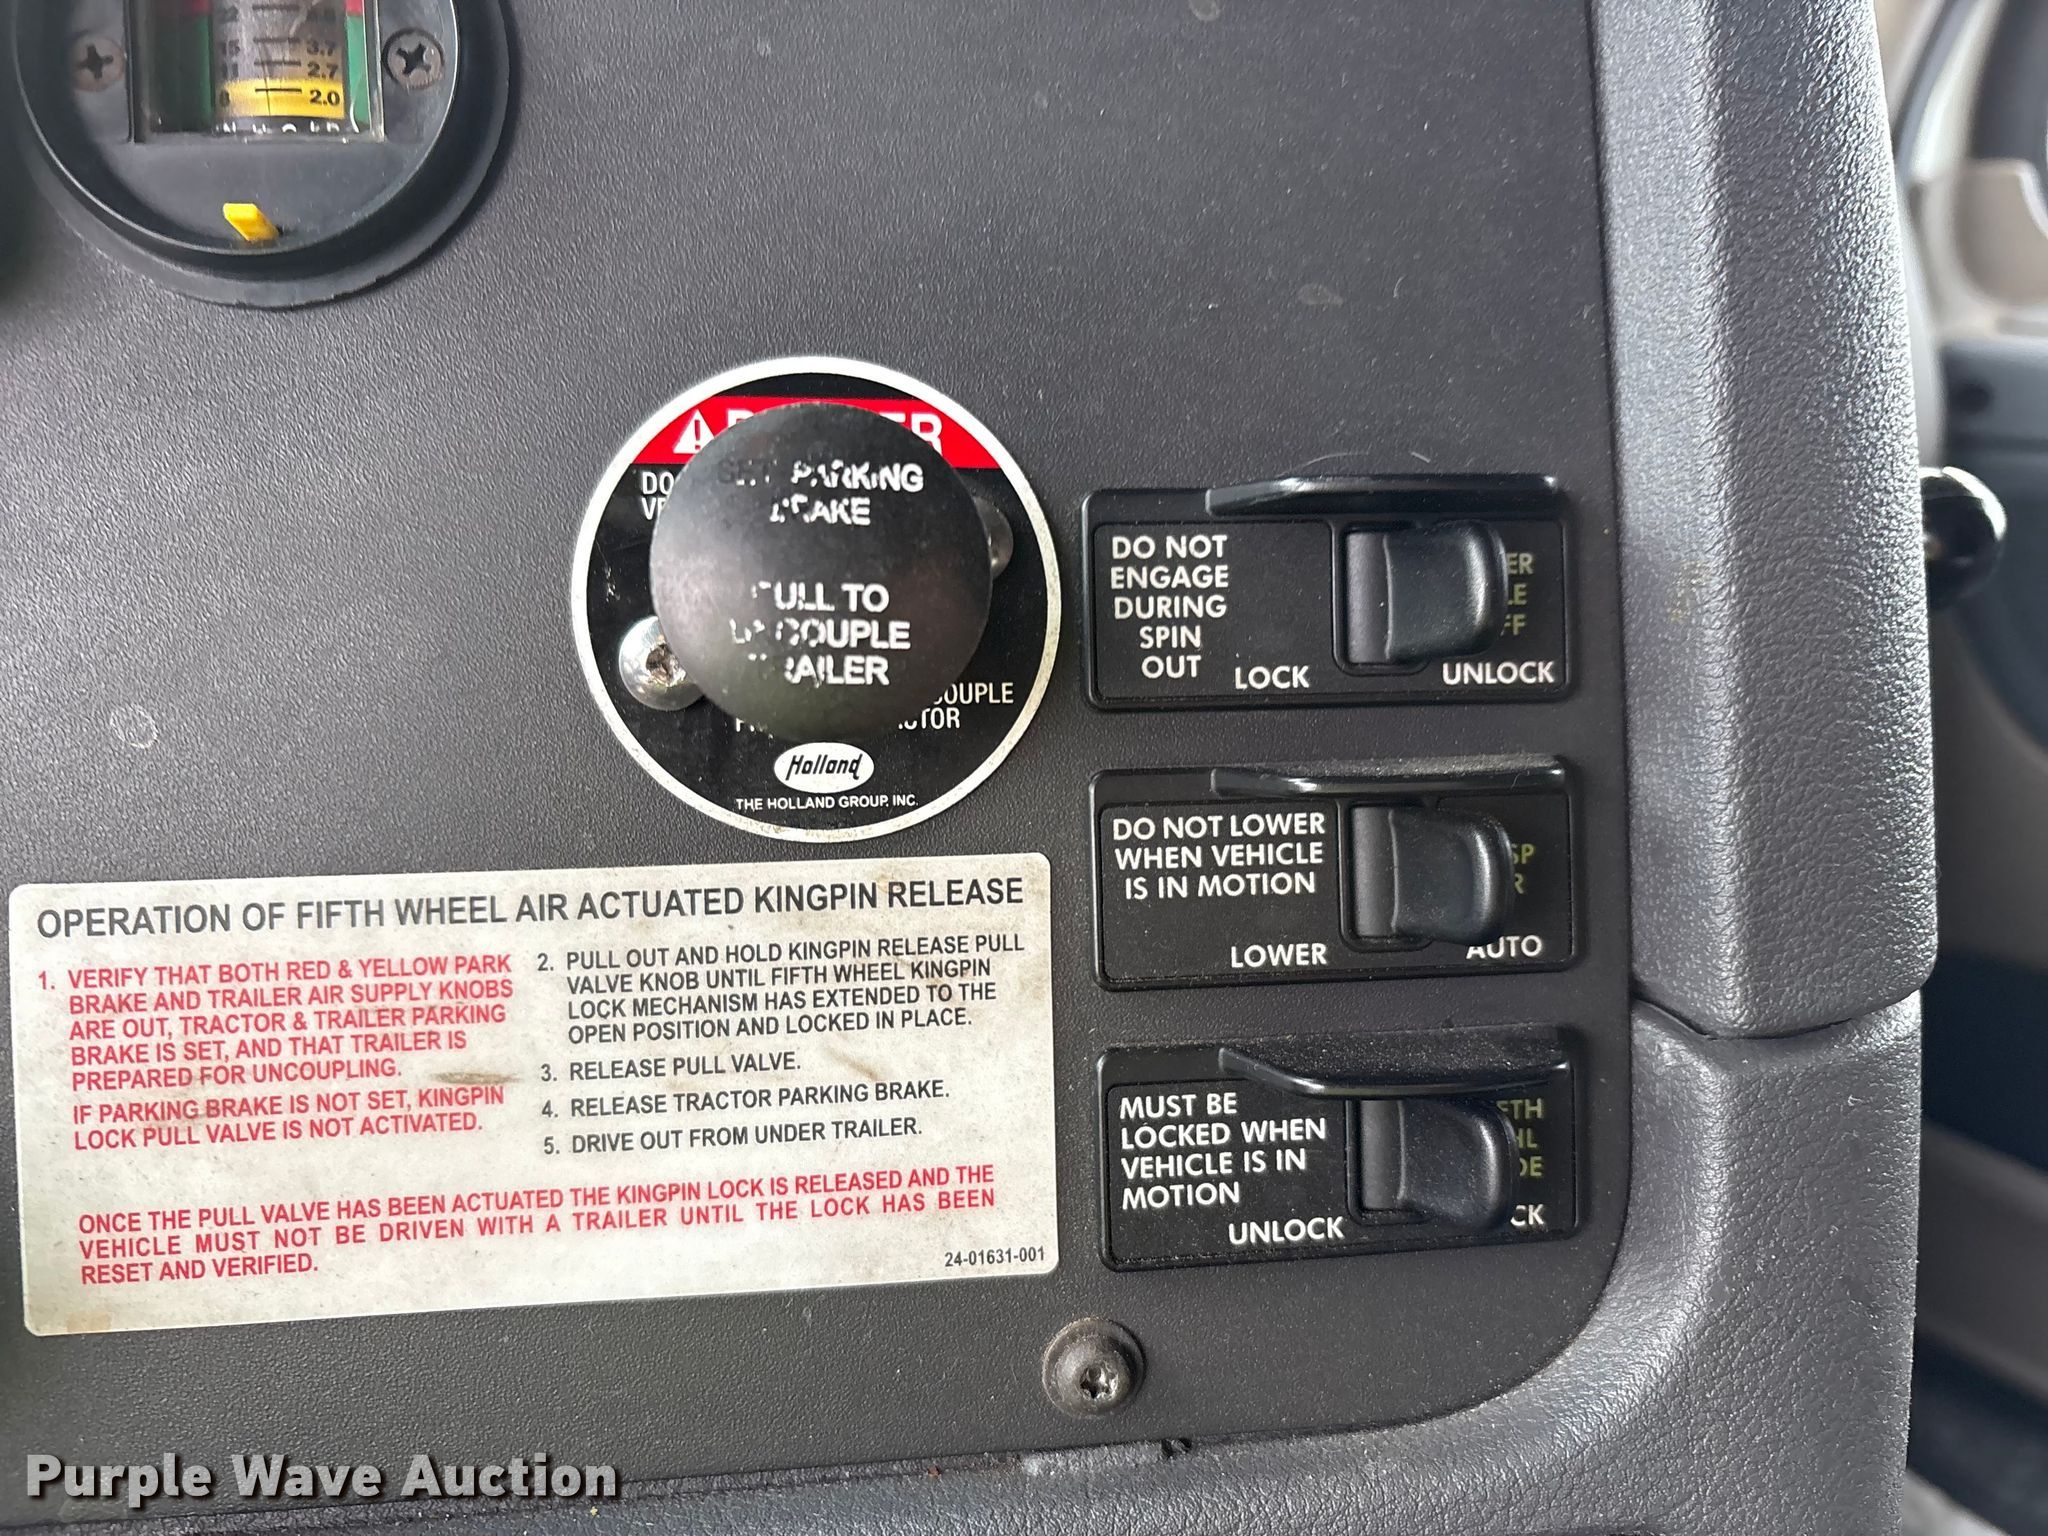 3.7
2.7
2.0
SET PARKING
BRAKE
PULL TO
UNCOUPLE
TRAILER
Holland
THE HOLLAND GROUP, INC.
DO NOT
ENGAGE
DURING
SPIN
OUT
LOCK
UNLOCK
DO NOT LOWER
WHEN VEHICLE
IS IN MOTION
LOWER
AUTO
MUST BE
LOCKED WHEN
VEHICLE IS IN
MOTION
UNLOCK
OPERATION OF FIFTH WHEEL AIR ACTUATED KINGPIN RELEASE
1. VERIFY THAT BOTH RED & YELLOW PARK
BRAKE AND TRAILER AIR SUPPLY KNOBS
ARE OUT, TRACTOR & TRAILER PARKING
BRAKE IS SET, AND THAT TRAILER IS
PREPARED FOR UNCOUPLING.
IF PARKING BRAKE IS NOT SET, KINGPIN
LOCK PULL VALVE IS NOT ACTIVATED.
2. PULL OUT AND HOLD KINGPIN RELEASE PULL
VALVE KNOB UNTIL FIFTH WHEEL KINGPIN
LOCK MECHANISM HAS EXTENDED TO THE
OPEN POSITION AND LOCKED IN PLACE.
3. RELEASE PULL VALVE.
4. RELEASE TRACTOR PARKING BRAKE.
5. DRIVE OUT FROM UNDER TRAILER.
ONCE THE PULL VALVE HAS BEEN ACTUATED THE KINGPIN LOCK IS RELEASED AND THE
VEHICLE MUST NOT BE DRIVEN WITH A TRAILER UNTIL THE LOCK HAS BEEN
RESET AND VERIFIED.
24-01631-001
Purple Wave Auction